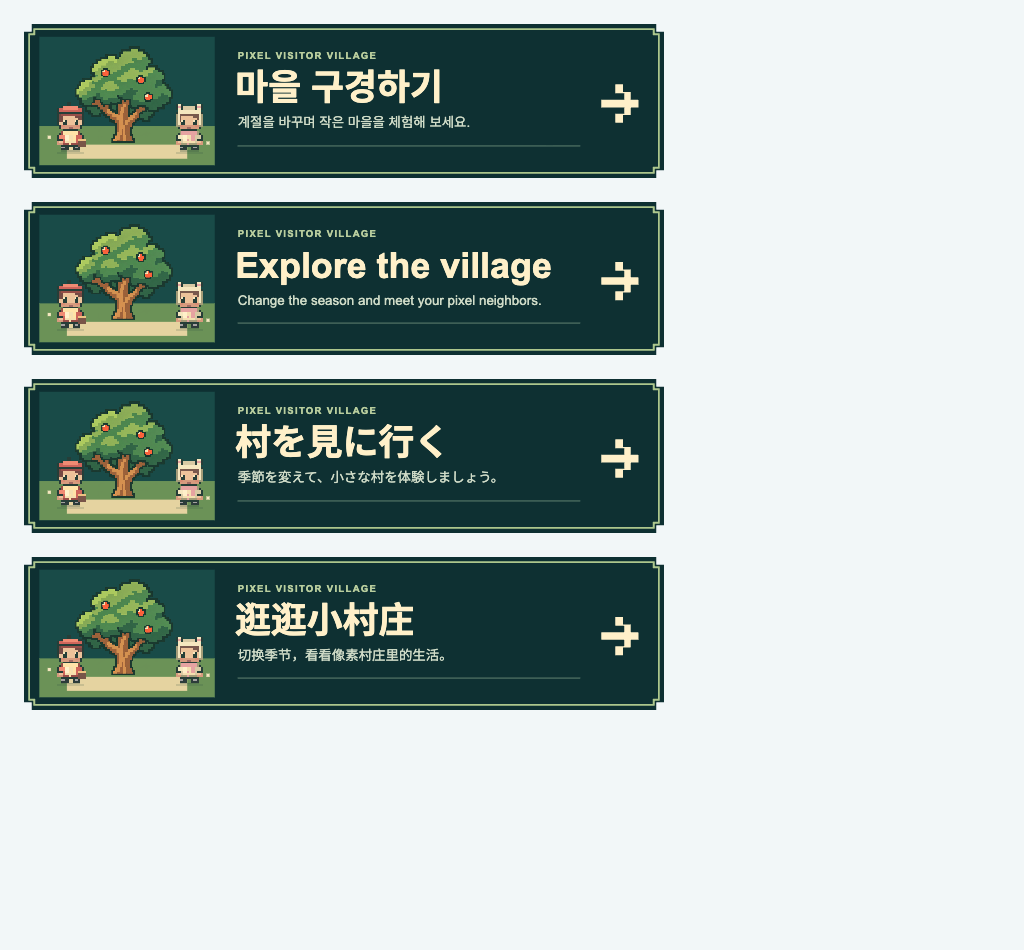 PIXEL VISITOR VILLAGE
마을 구경하기
계절을 바꾸며 작은 마을을 체험해 보세요.
PIXEL VISITOR VILLAGE
Explore the village
Change the season and meet your pixel neighbors.
PIXEL VISITOR VILLAGE
村を見に行く
季節を変えて、小さな村を体験しましょう。
PIXEL VISITOR VILLAGE
逛逛小村庄
切换季节，看看像素村庄里的生活。